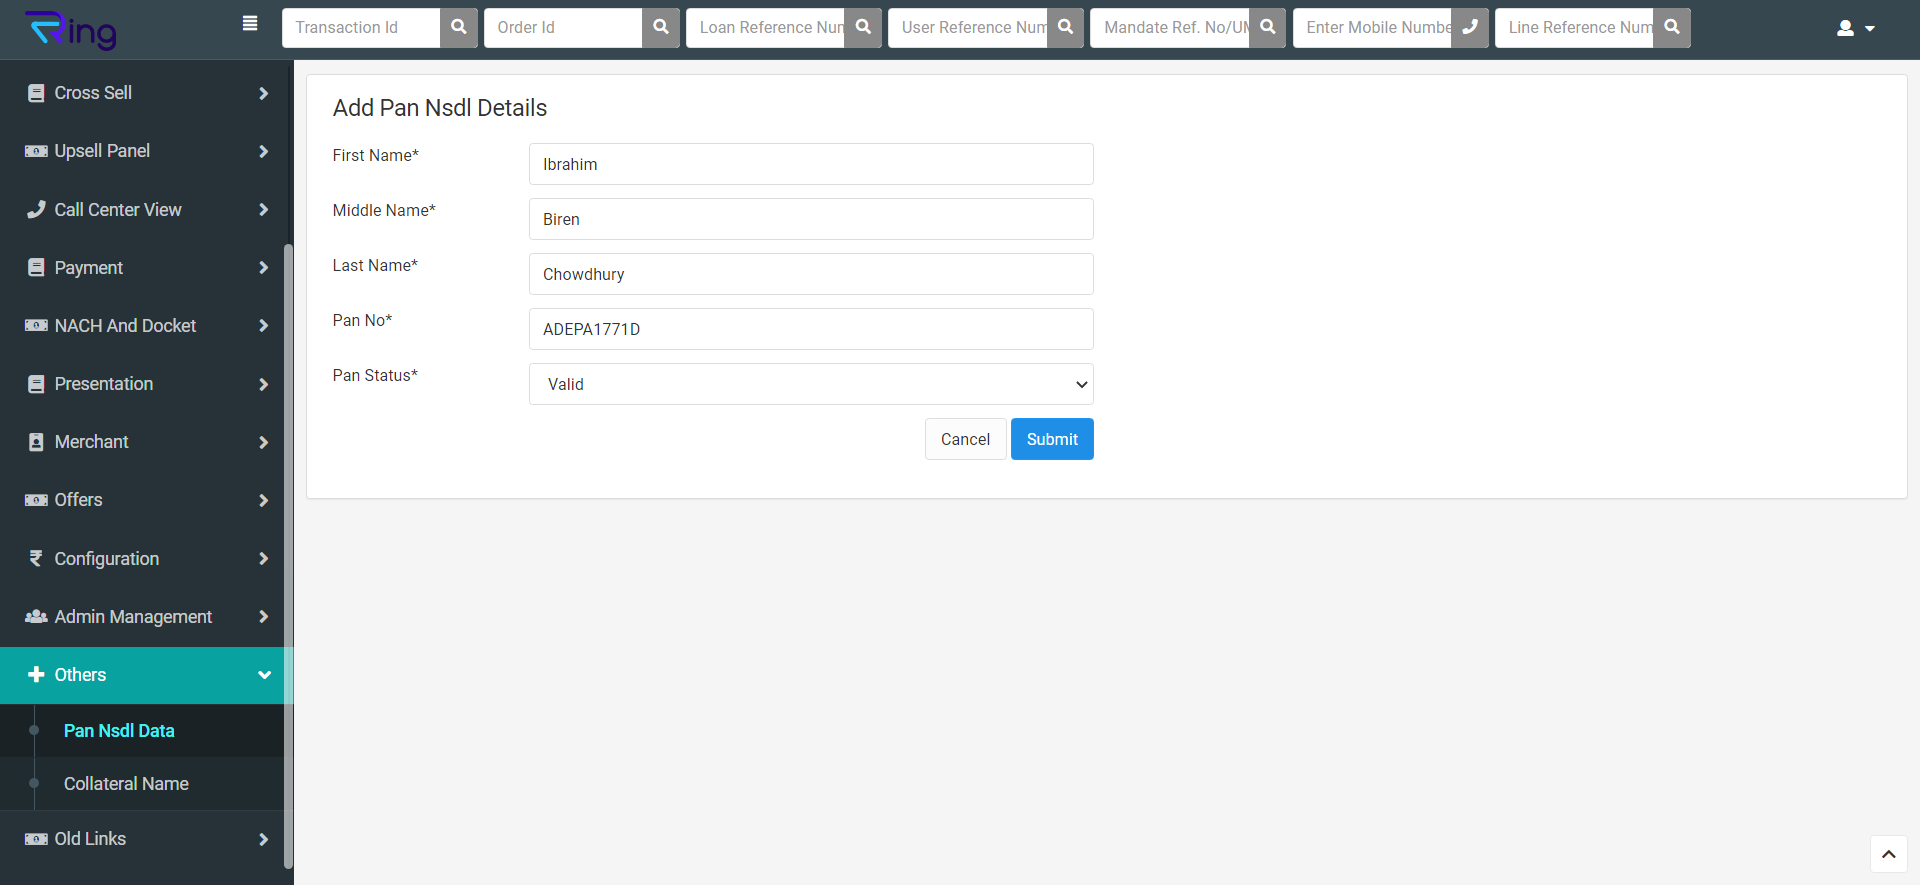 Ring
Transaction Id
Order Id
Loan Reference Num
User Reference Num
Mandate Ref. No/UM
Enter Mobile Numbe
Line Reference Num
Cross Sell
Upsell Panel
Call Center View
Payment
NACH And Docket
Presentation
Merchant
Offers
Configuration
Admin Management
Others
Pan Nsdl Data
Collateral Name
Old Links
Add Pan Nsdl Details
First Name*
Ibrahim
Middle Name*
Biren
Last Name*
Chowdhury
Pan No*
ADEPA1771D
Pan Status*
Valid
Cancel
Submit